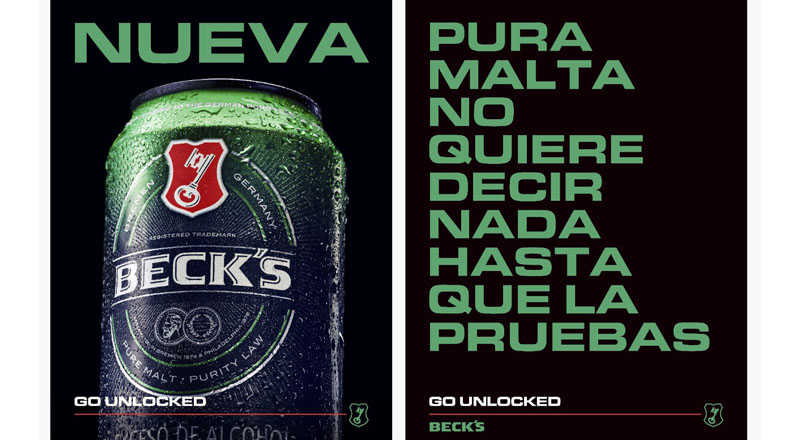 NUEVA
BREMEN GERMANY
REGISTERED TRADEMARK
BECK'S
PURE MALT · PURITY LAW
GO UNLOCKED
PURA
MALTA
NO
QUIERE
DECIR
NADA
HASTA
QUE LA
PRUEBAS
GO UNLOCKED
BECK'S